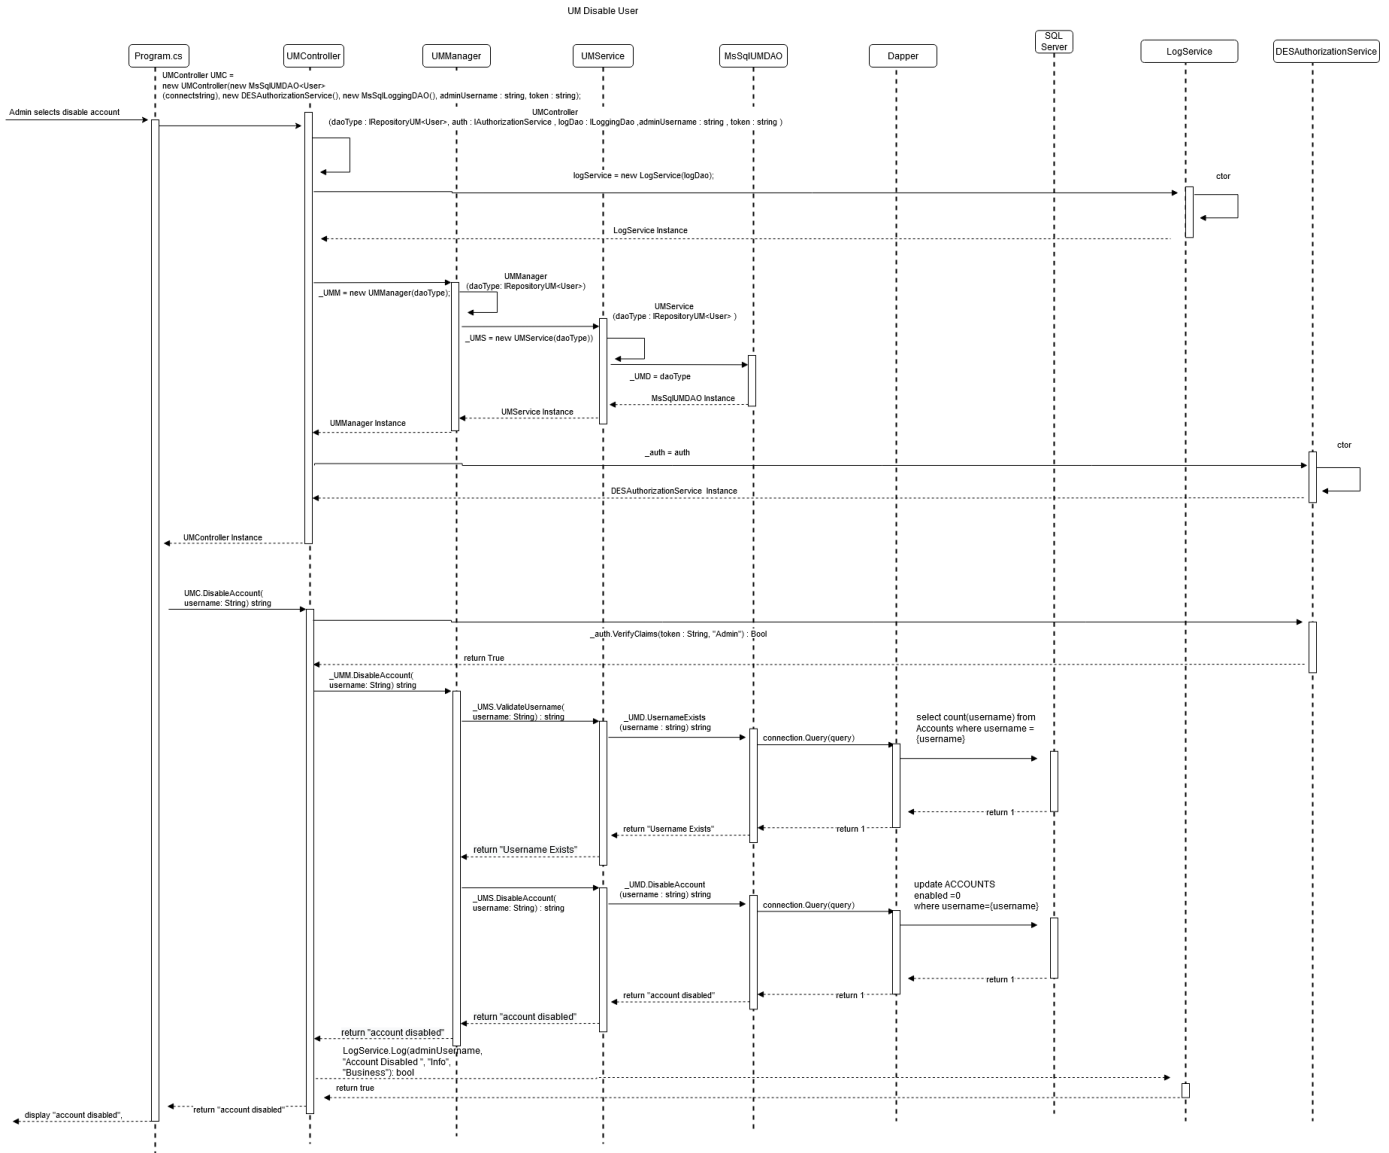 UM Disable User
Program.cs
UMController
UMManager
UMService
MsSqlUMDAO
Dapper
SQL
Server
LogService
DESAuthorizationService
UMController UMC =
new UMController(new MsSqlUMDAO<User>
(connectstring), new DESAuthorizationService(), new MsSqlLoggingDAO(), adminUsername : string, token : string);
Admin selects disable account
UMController
(daoType : IRepositoryUM<User>, auth : IAuthorizationService , logDao : ILoggingDao ,adminUsername : string , token : string )
logService = new LogService(logDao);
ctor
LogService Instance
UMManager
(daoType: IRepositoryUM<User>)
_UMM = new UMManager(daoType);
UMService
(daoType : IRepositoryUM<User> )
_UMS = new UMService(daoType))
_UMD = daoType
MsSqlUMDAO Instance
UMService Instance
UMManager Instance
_auth = auth
ctor
DESAuthorizationService  Instance
UMController Instance
UMC.DisableAccount(
username: String) string
_auth.VerifyClaims(token : String, "Admin") : Bool
return True
_UMM.DisableAccount(
username: String) string
_UMS.ValidateUsername(
username: String) : string
_UMD.UsernameExists
(username : string) string
connection.Query(query)
select count(username) from
Accounts where username =
{username}
return 1
return 1
return "Username Exists"
return "Username Exists"
_UMS.DisableAccount(
username: String) : string
_UMD.DisableAccount
(username : string) string
connection.Query(query)
update ACCOUNTS
enabled =0
where username={username}
return 1
return 1
return "account disabled"
return "account disabled"
return "account disabled"
LogService.Log(adminUsername,
"Account Disabled ", "Info",
"Business"): bool
return true
return "account disabled"
display "account disabled",